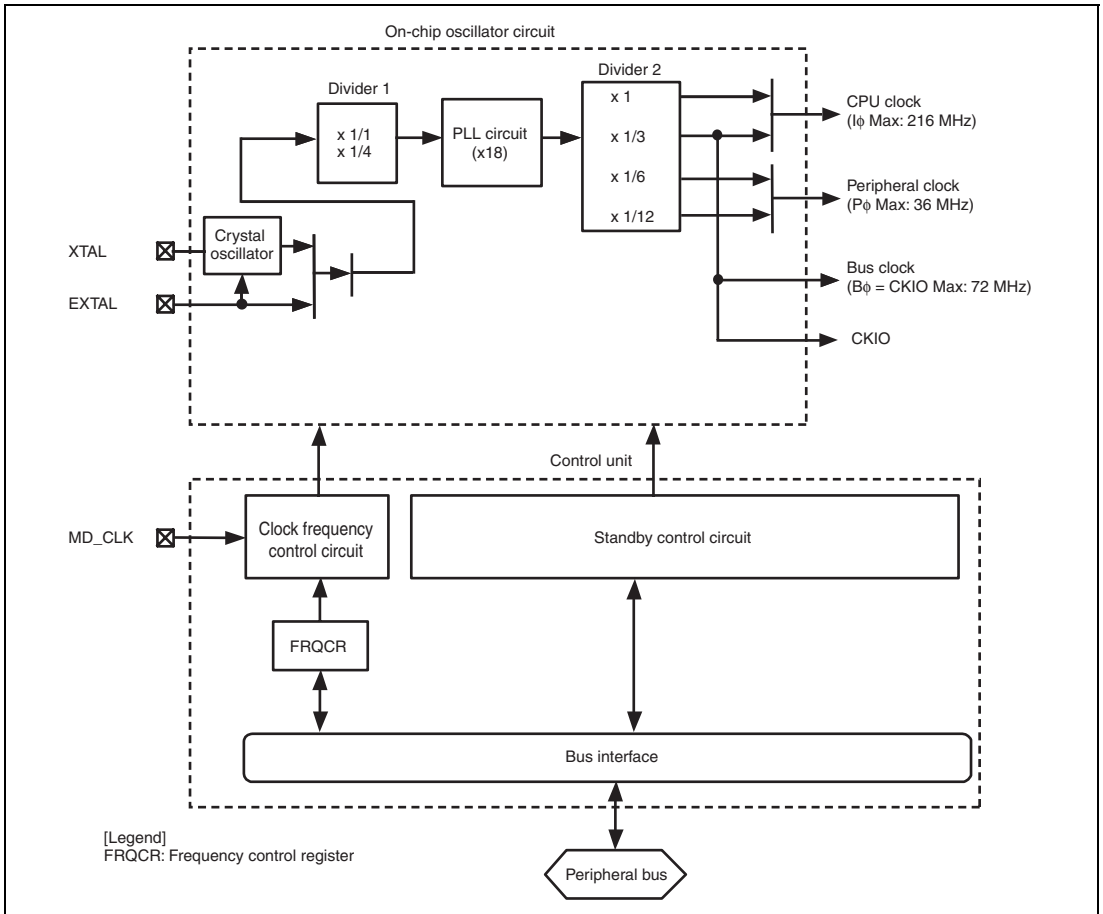 On-chip oscillator circuit
Divider 1
x 1/1
x 1/4
PLL circuit
(x18)
Divider 2
x 1
x 1/3
x 1/6
x 1/12
CPU clock
(Iϕ Max: 216 MHz)
Peripheral clock
(Pϕ Max: 36 MHz)
Bus clock
(Bϕ = CKIO Max: 72 MHz)
CKIO
XTAL
Crystal
oscillator
EXTAL
Control unit
MD_CLK
Clock frequency
control circuit
Standby control circuit
FRQCR
Bus interface
Peripheral bus
[Legend]
FRQCR: Frequency control register